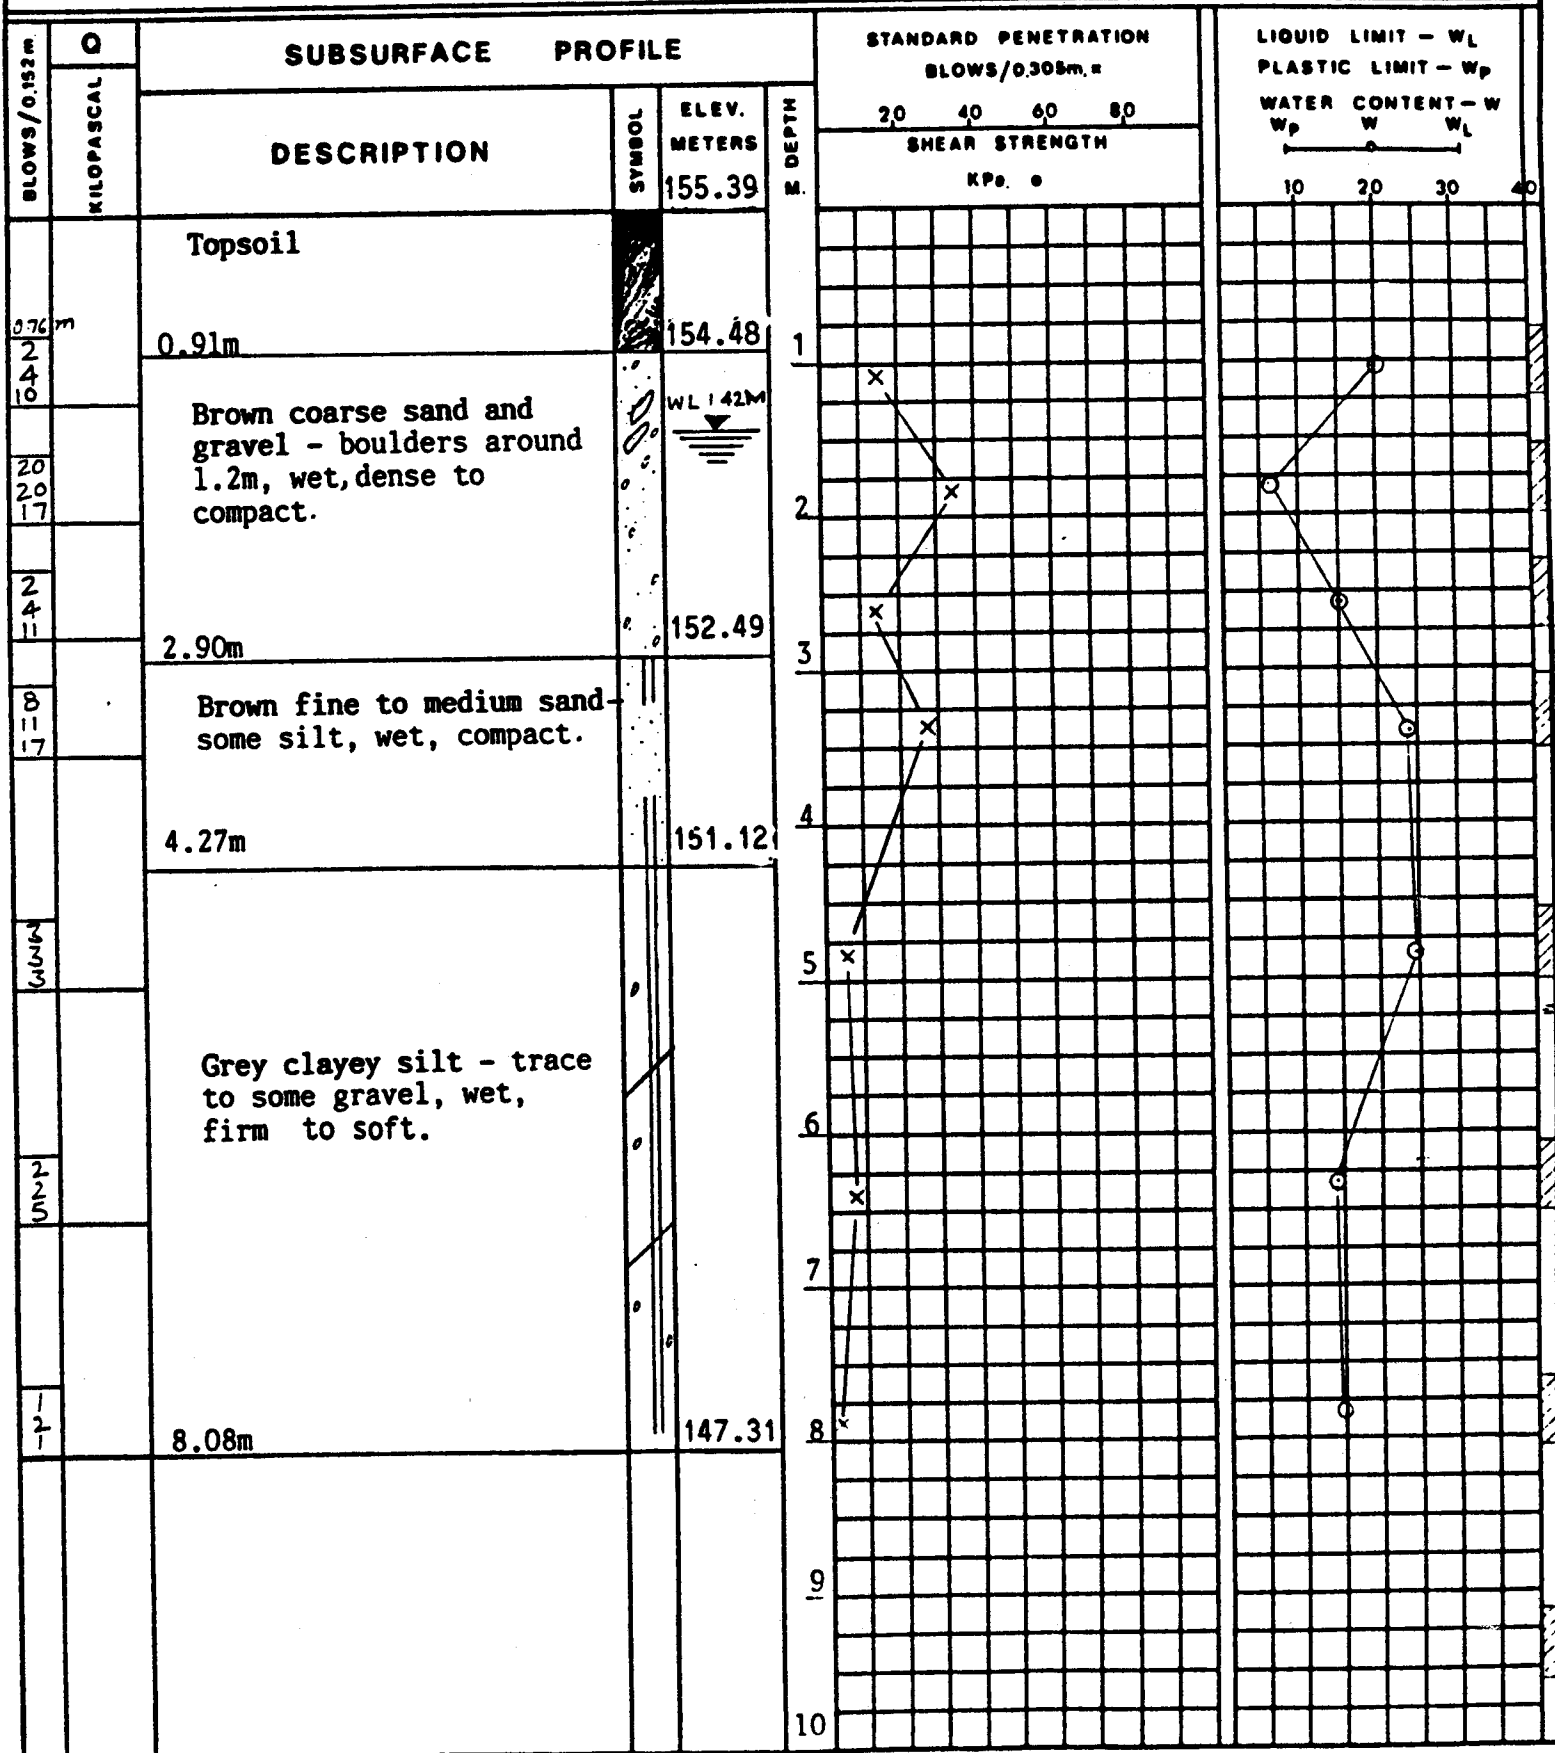 BLOWS/0.152m
Q
KILOPASCAL
SUBSURFACE PROFILE
DESCRIPTION
SYMBOL
ELEV.
METERS
155.39
M. DEPTH
STANDARD PENETRATION
BLOWS/0.305m. x
20 40 60 80
SHEAR STRENGTH
KPa. •
LIQUID LIMIT – WL
PLASTIC LIMIT – Wp
WATER CONTENT – W
Wp W WL
10 20 30 40
Topsoil
0.76 m
0.91m
154.48
1
2
4
10
Brown coarse sand and
gravel - boulders around
1.2m, wet, dense to
compact.
WL 1.42M
20
20
17
2
2
4
11
2.90m
152.49
3
8
11
17
Brown fine to medium sand-
some silt, wet, compact.
4
4.27m
151.12
3
3
3
5
Grey clayey silt - trace
to some gravel, wet,
firm to soft.
6
2
2
5
7
1
2
1
8.08m
147.31
8
9
10